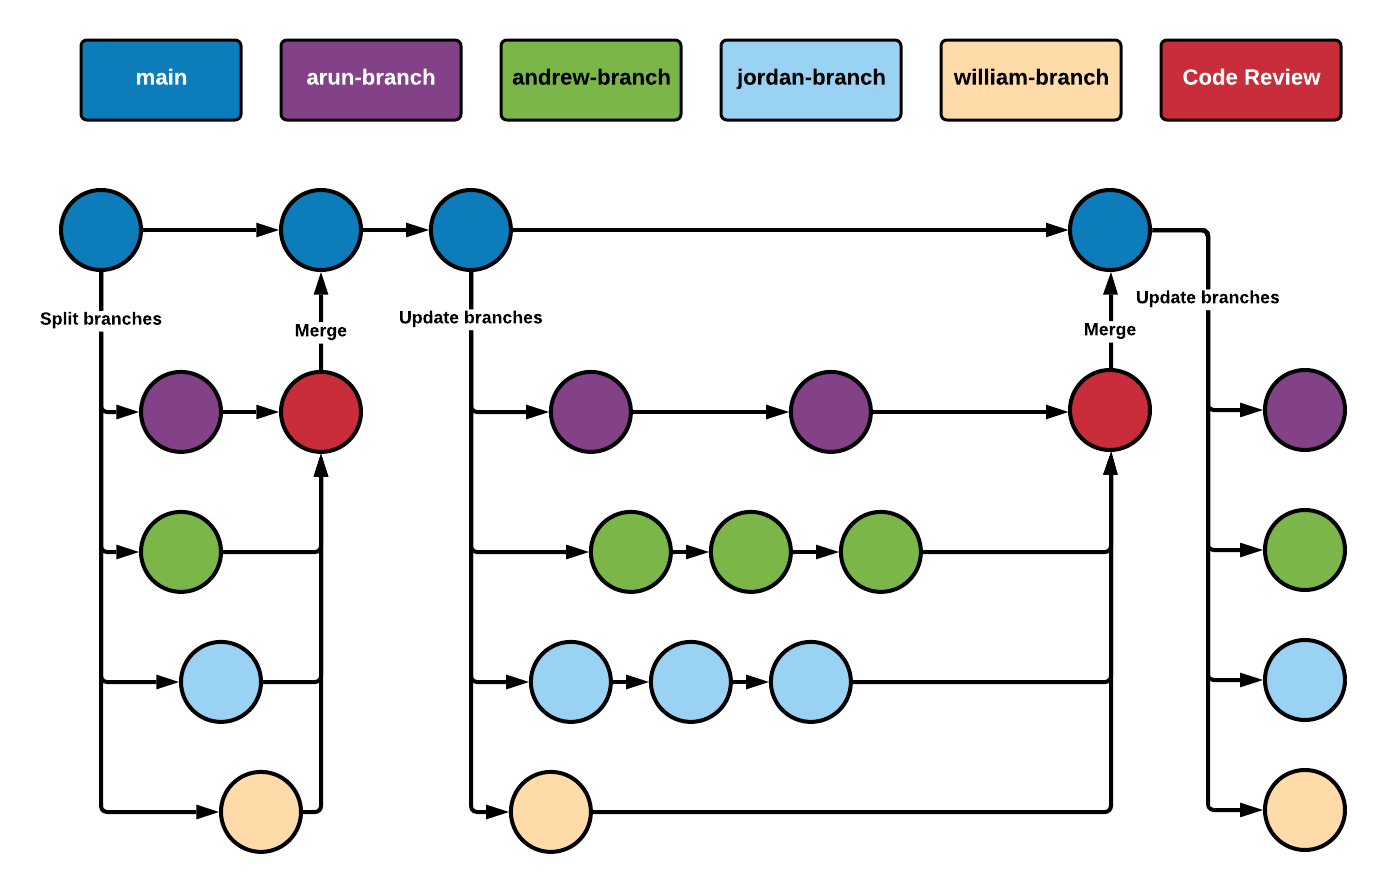 main
arun-branch
andrew-branch
jordan-branch
william-branch
Code Review
Split branches
Merge
Update branches
Merge
Update branches